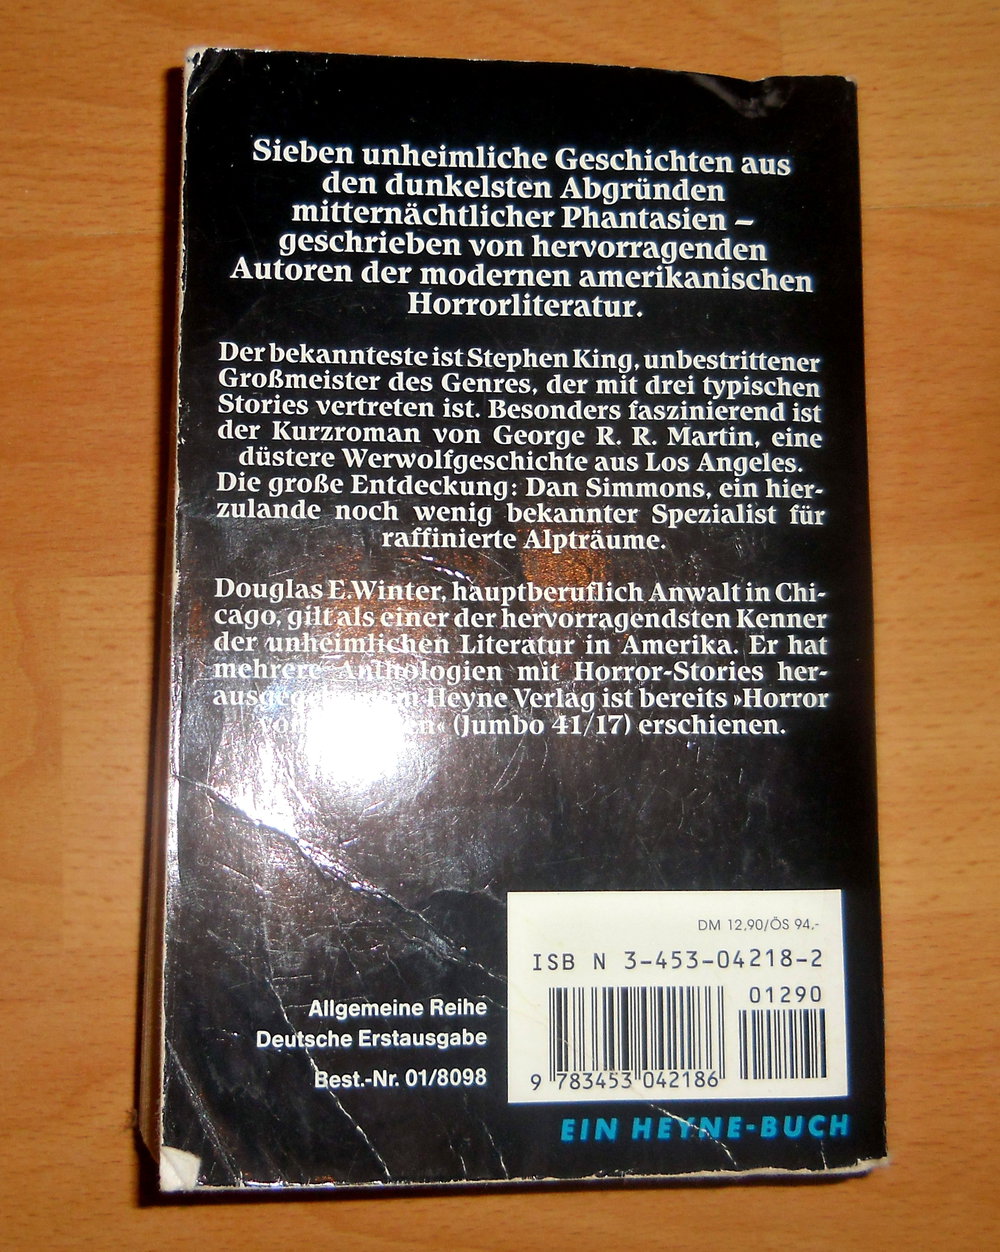 Sieben unheimliche Geschichten aus
den dunkelsten Abgründen
mitternächtlicher Phantasien –
geschrieben von hervorragenden
Autoren der modernen amerikanischen
Horrorliteratur.
Der bekannteste ist Stephen King, unbestrittener
Großmeister des Genres, der mit drei typischen
Stories vertreten ist. Besonders faszinierend ist
der Kurzroman von George R. R. Martin, eine
düstere Werwolfgeschichte aus Los Angeles.
Die große Entdeckung: Dan Simmons, ein hier-
zulande noch wenig bekannter Spezialist für
raffinierte Alpträume.
Douglas E. Winter, hauptberuflich Anwalt in Chi-
cago, gilt als einer der hervorragendsten Kenner
der unheimlichen Literatur in Amerika. Er hat
mehrere Anthologien mit Horror-Stories her-
Heyne Verlag ist bereits »Horror
(Jumbo 41/17) erschienen.
DM 12,90/ÖS 94,-
ISBN 3-453-04218-2
01290
9 783453 042186
Allgemeine Reihe
Deutsche Erstausgabe
Best.-Nr. 01/8098
EIN HEYNE-BUCH